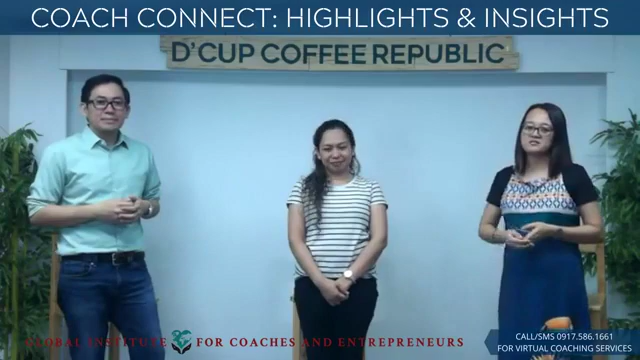 COACH CONNECT: HIGHLIGHTS & INSIGHTS
D'CUP COFFEE REPUBLIC
GLOBAL INSTITUTE FOR COACHES AND ENTREPRENEURS
CALL/SMS 0917.586.1661
FOR VIRTUAL COACHING SERVICES